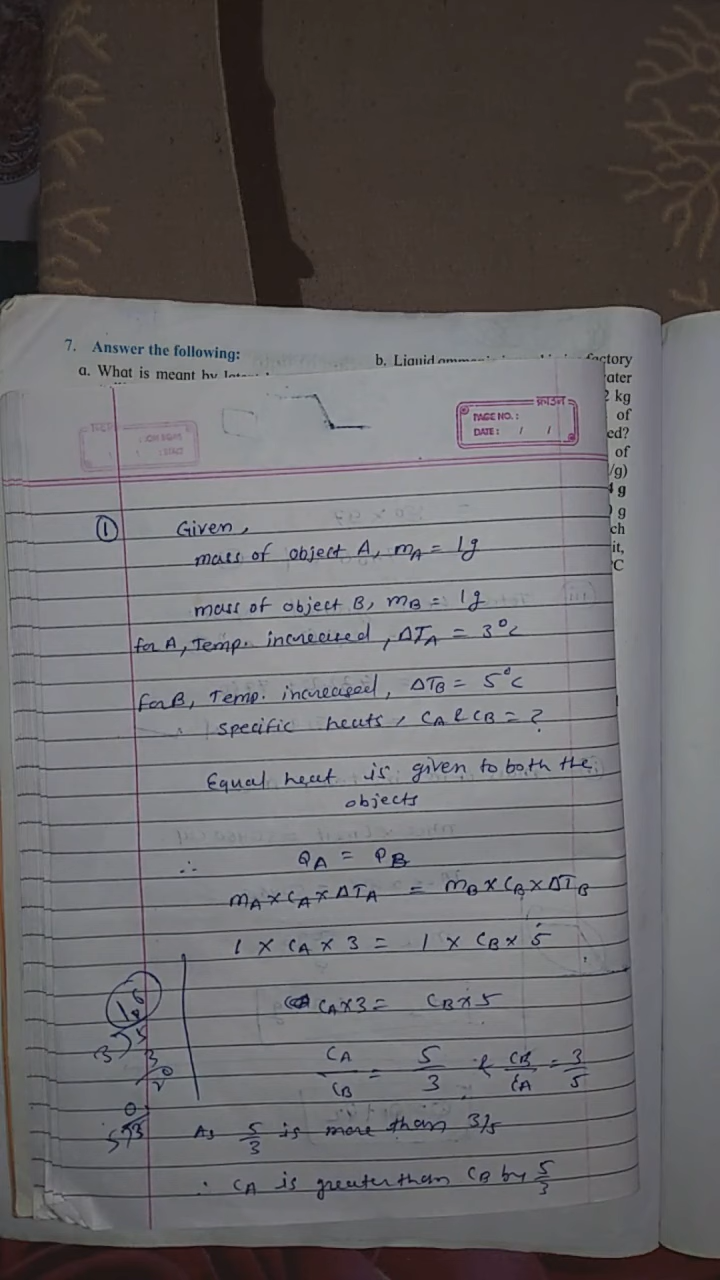 7. Answer the following:
a. What is meant by
b. Liquid
factory
ater
kg
of
ed?
of
/g)
g
g
ch
it,
°C
PAGE NO.:
DATE: / /
① Given,
mass of object A, mA = 1g
mass of object B, mB = 1g
for A, Temp. increased, ΔTA = 3°c
for B, Temp. increased, ΔTB = 5°c
specific heats, CA & CB = ?
Equal heat is given to both the
objects
∴ QA = QB
mA × CA × ΔTA = mB × CB × ΔTB
1 × CA × 3 = 1 × CB × 5
CA × 3 = CB × 5
CA/CB = 5/3 & CB/CA = 3/5
As 5/3 is more than 3/5
∴ CA is greater than CB by 5/3